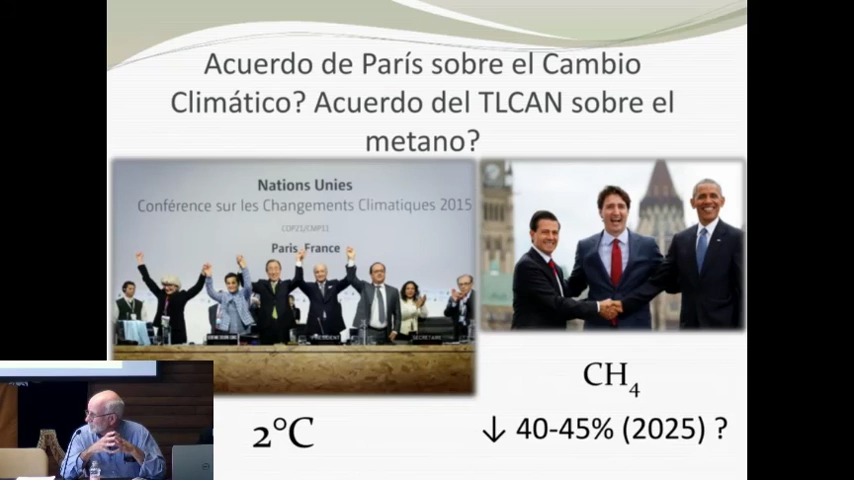 Acuerdo de París sobre el Cambio
Climático? Acuerdo del TLCAN sobre el
metano?
Nations Unies
Conférence sur les Changements Climatiques 2015
COP21/CMP11
Paris, France
PRESIDENT
2°C
CH4
↓ 40-45% (2025) ?